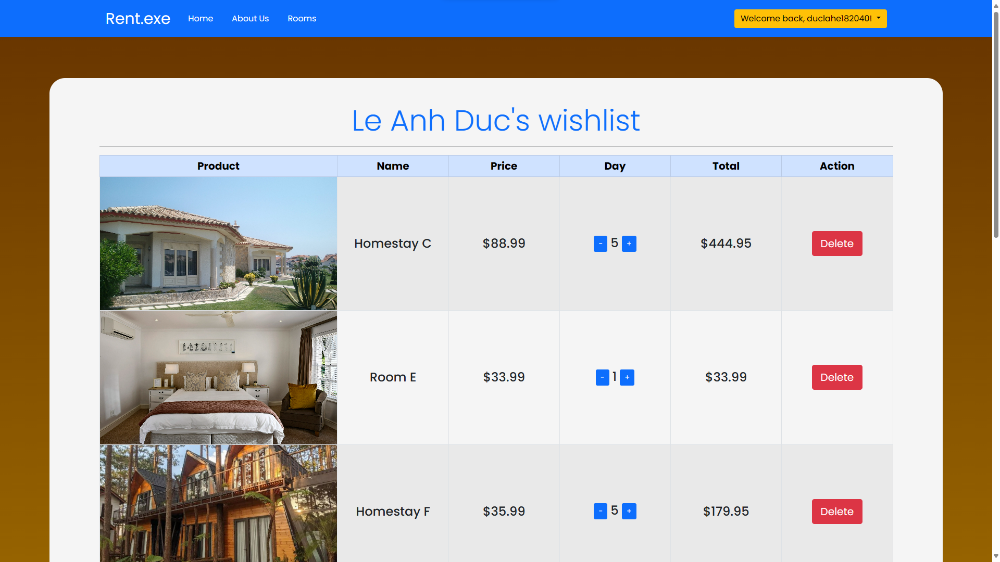 Rent.exe Home About Us Rooms Welcome back, duclahe182040!
Le Anh Duc's wishlist
Product Name Price Day Total Action
Homestay C $88.99 - 5 + $444.95 Delete
Room E $33.99 - 1 + $33.99 Delete
Homestay F $35.99 - 5 + $179.95 Delete